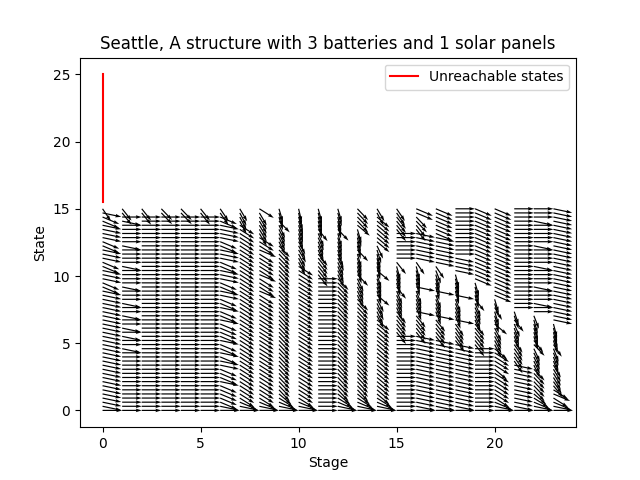 Seattle, A structure with 3 batteries and 1 solar panels
Unreachable states
25
20
15
10
5
0
State
0 5 10 15 20
Stage